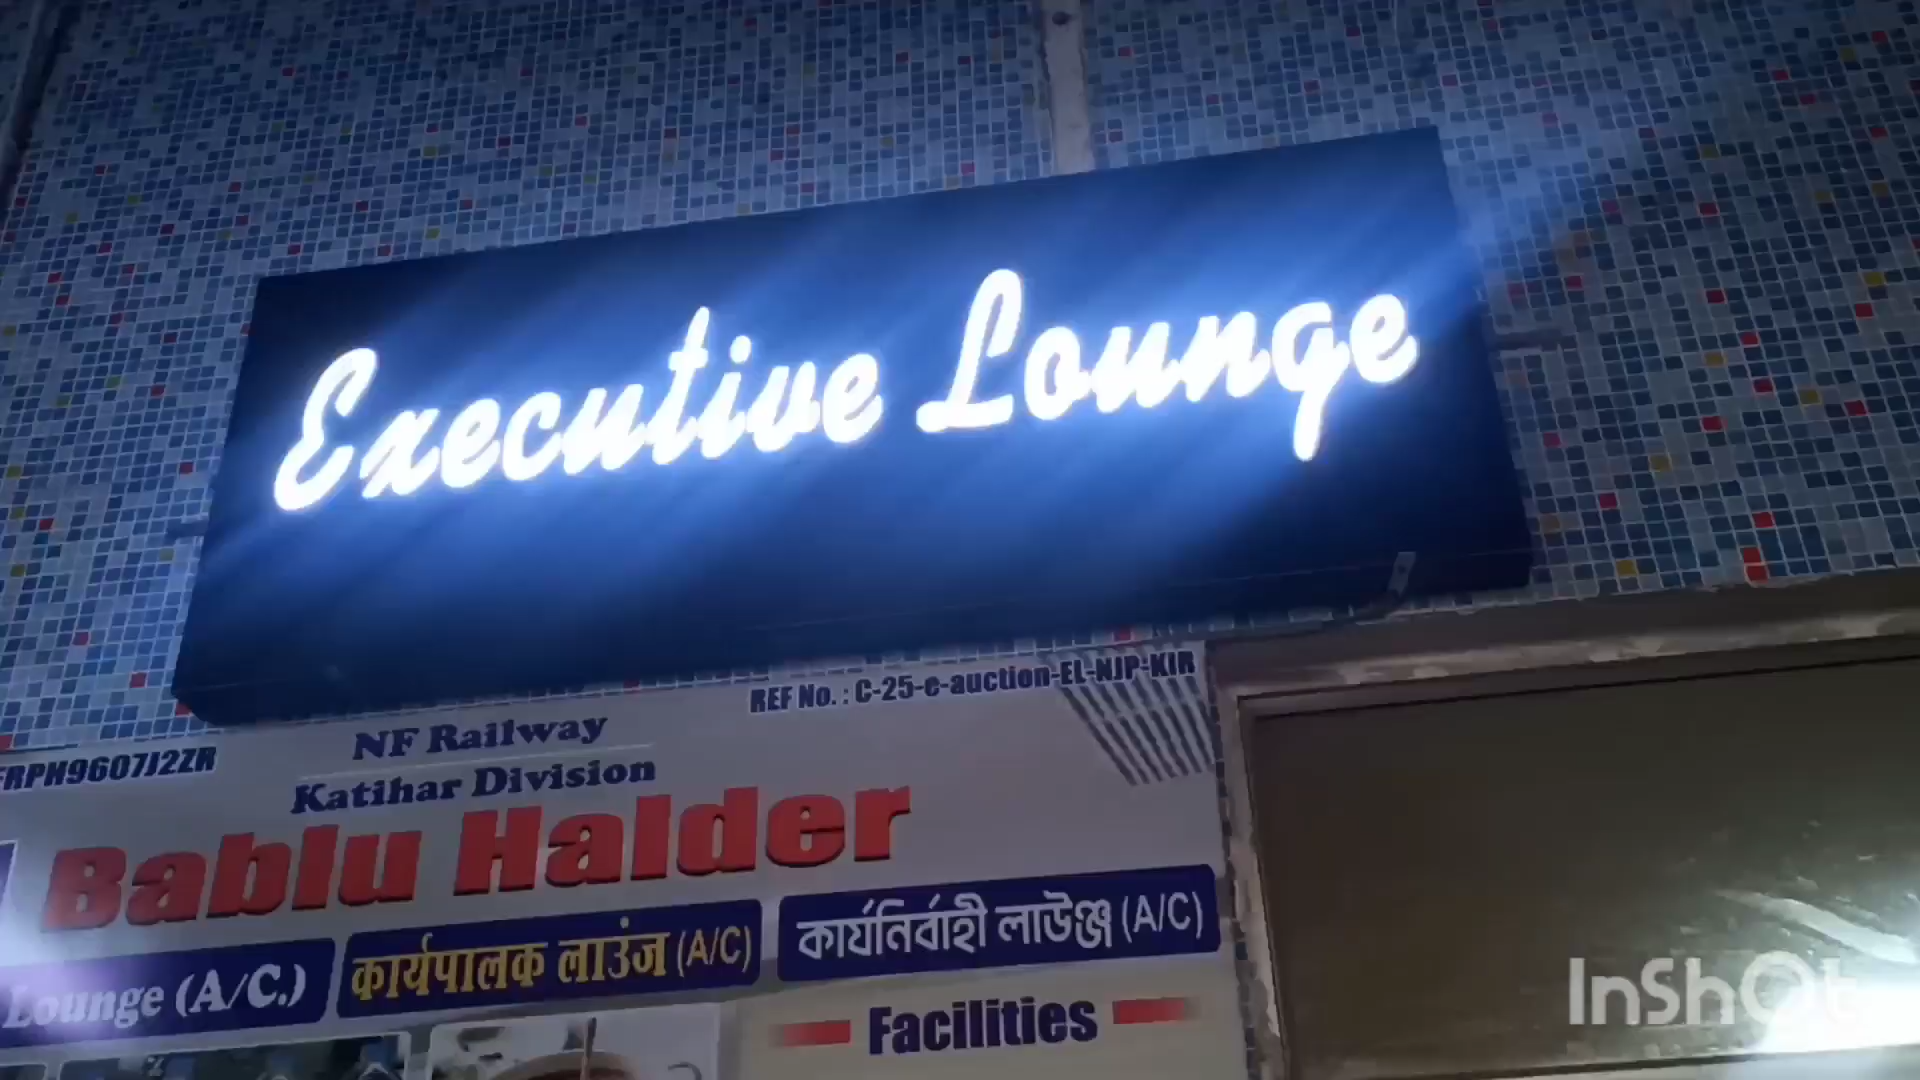 Executive Lounge
REF No. : C-25-e-auction-EL-NJP-KIR
FRPH9607J2ZR
NF Railway
Katihar Division
Bablu Halder
Lounge (A/C.)
कार्यपालक लाउंज (A/C)
কার্যনির্বাহী লাউঞ্জ (A/C)
Facilities
InShOt